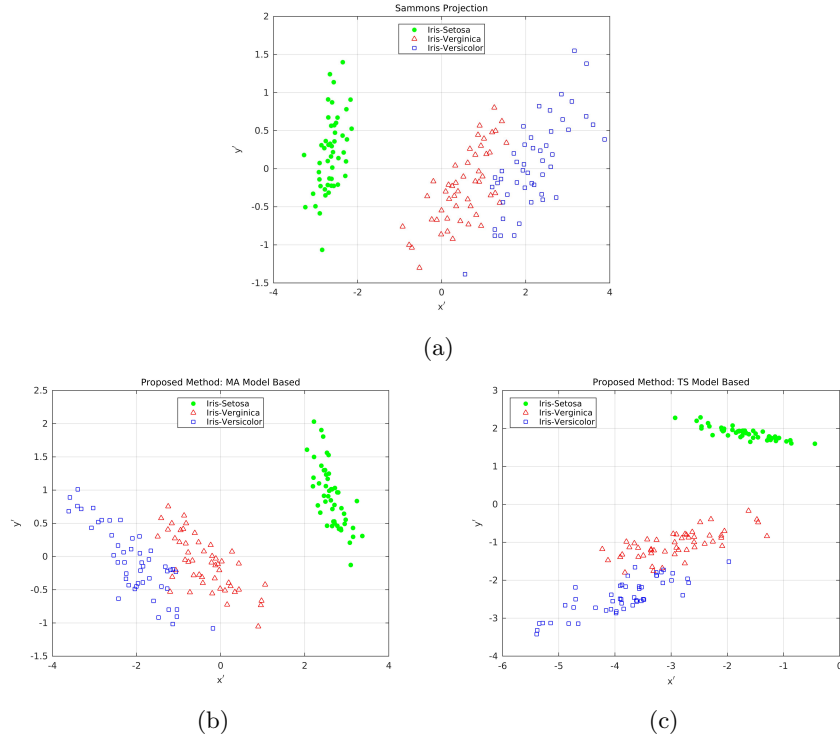 Sammons Projection
Iris-Setosa
Iris-Verginica
Iris-Versicolor
2
1.5
1
0.5
0
-0.5
-1
-1.5
y'
-4
-2
0
2
4
x'
(a)
Proposed Method: MA Model Based
Iris-Setosa
Iris-Verginica
Iris-Versicolor
2.5
2
1.5
1
0.5
0
-0.5
-1
-1.5
y'
-4
-2
0
2
4
x'
(b)
Proposed Method: TS Model Based
Iris-Setosa
Iris-Verginica
Iris-Versicolor
3
2
1
0
-1
-2
-3
-4
y'
-6
-5
-4
-3
-2
-1
0
x'
(c)